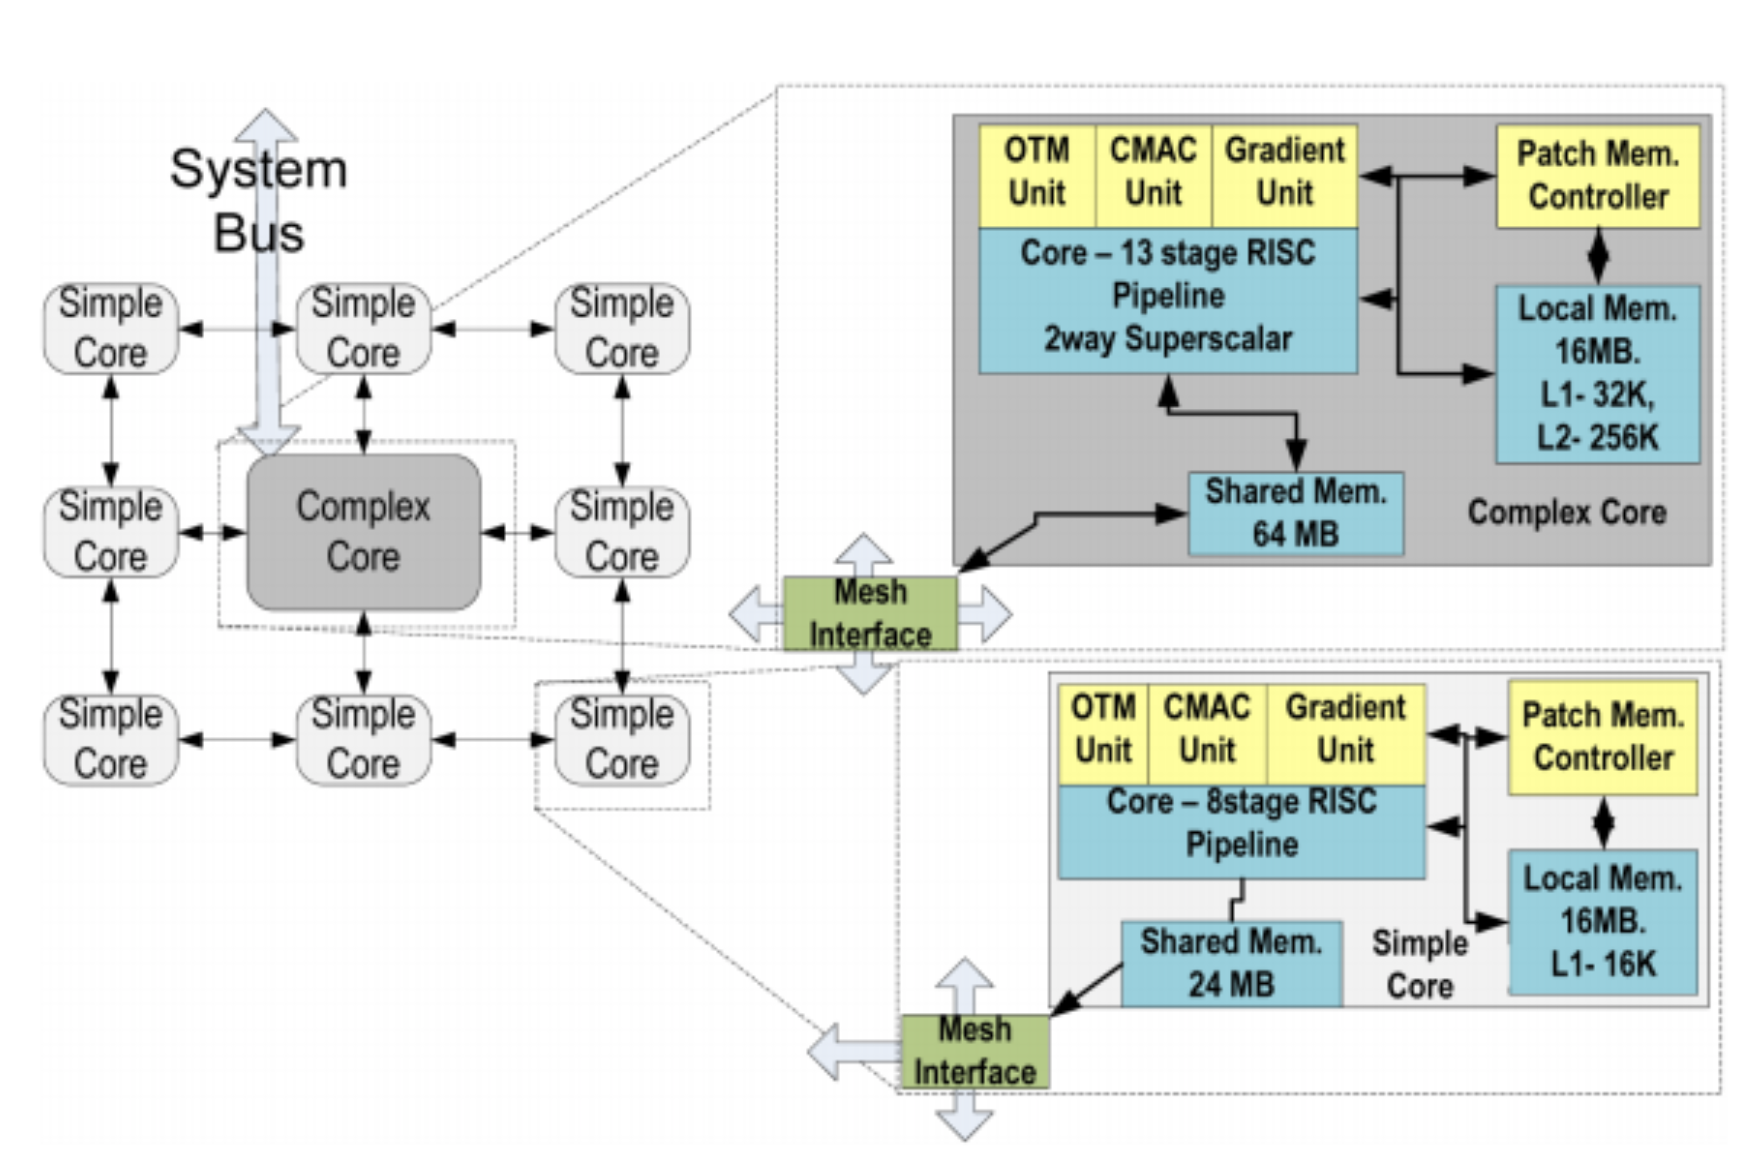 System
Bus
Simple
Core
Simple
Core
Simple
Core
Simple
Core
Complex
Core
Simple
Core
Simple
Core
Simple
Core
Simple
Core
OTM
Unit
CMAC
Unit
Gradient
Unit
Patch Mem.
Controller
Core – 13 stage RISC
Pipeline
2way Superscalar
Local Mem.
16MB.
L1- 32K,
L2- 256K
Shared Mem.
64 MB
Complex Core
Mesh
Interface
OTM
Unit
CMAC
Unit
Gradient
Unit
Patch Mem.
Controller
Core – 8stage RISC
Pipeline
Local Mem.
16MB.
L1- 16K
Shared Mem.
24 MB
Simple
Core
Mesh
Interface